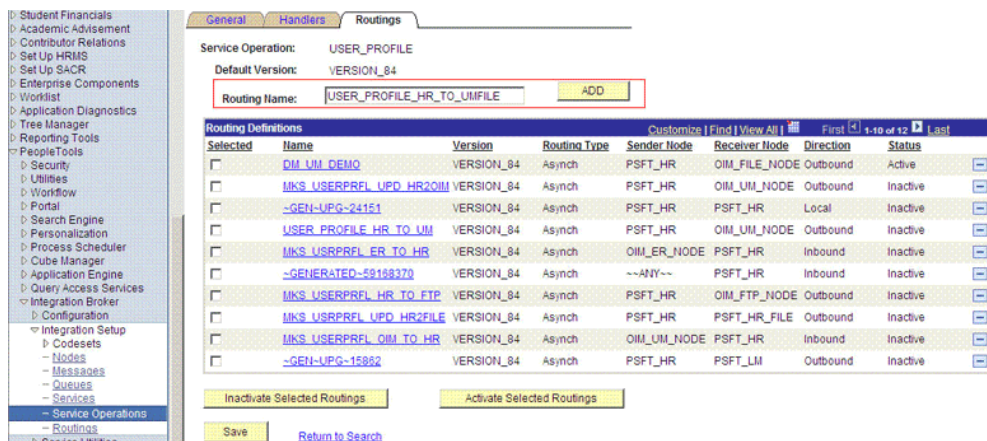 Student Financials
Academic Advisement
Contributor Relations
Set Up HRMS
Set Up SACR
Enterprise Components
Worklist
Application Diagnostics
Tree Manager
Reporting Tools
PeopleTools
Security
Utilities
Workflow
Portal
Search Engine
Personalization
Process Scheduler
Cube Manager
Application Engine
Query Access Services
Integration Broker
Configuration
Integration Setup
Codesets
Nodes
Messages
Queues
Services
Service Operations
Routings
General Handlers Routings
Service Operation: USER_PROFILE
Default Version: VERSION_84
Routing Name: USER_PROFILE_HR_TO_UMFILE ADD
Routing Definitions Customize | Find | View All | First 1-10 of 12 Last
Selected Name Version Routing Type Sender Node Receiver Node Direction Status
DM_UM_DEMO VERSION_84 Asynch PSFT_HR OIM_FILE_NODE Outbound Active
MKS_USERPRFL_UPD_HR2OIM VERSION_84 Asynch PSFT_HR OIM_UM_NODE Outbound Inactive
~GEN~UPG~24151 VERSION_84 Asynch PSFT_HR PSFT_HR Local Inactive
USER_PROFILE_HR_TO_UM VERSION_84 Asynch PSFT_HR OIM_UM_NODE Outbound Inactive
MKS_USRPRFL_ER_TO_HR VERSION_84 Asynch OIM_ER_NODE PSFT_HR Inbound Inactive
~GENERATED~59168370 VERSION_84 Asynch ~~ANY~~ PSFT_HR Inbound Inactive
MKS_USERPRFL_HR_TO_FTP VERSION_84 Asynch PSFT_HR OIM_FTP_NODE Outbound Inactive
MKS_USRPRFL_UPD_HR2FILE VERSION_84 Asynch PSFT_HR PSFT_HR_FILE Outbound Inactive
MKS_USERPRFL_OIM_TO_HR VERSION_84 Asynch OIM_UM_NODE PSFT_HR Inbound Inactive
~GEN~UPG~15862 VERSION_84 Asynch PSFT_HR PSFT_LM Outbound Inactive
Inactivate Selected Routings Activate Selected Routings
Save Return to Search